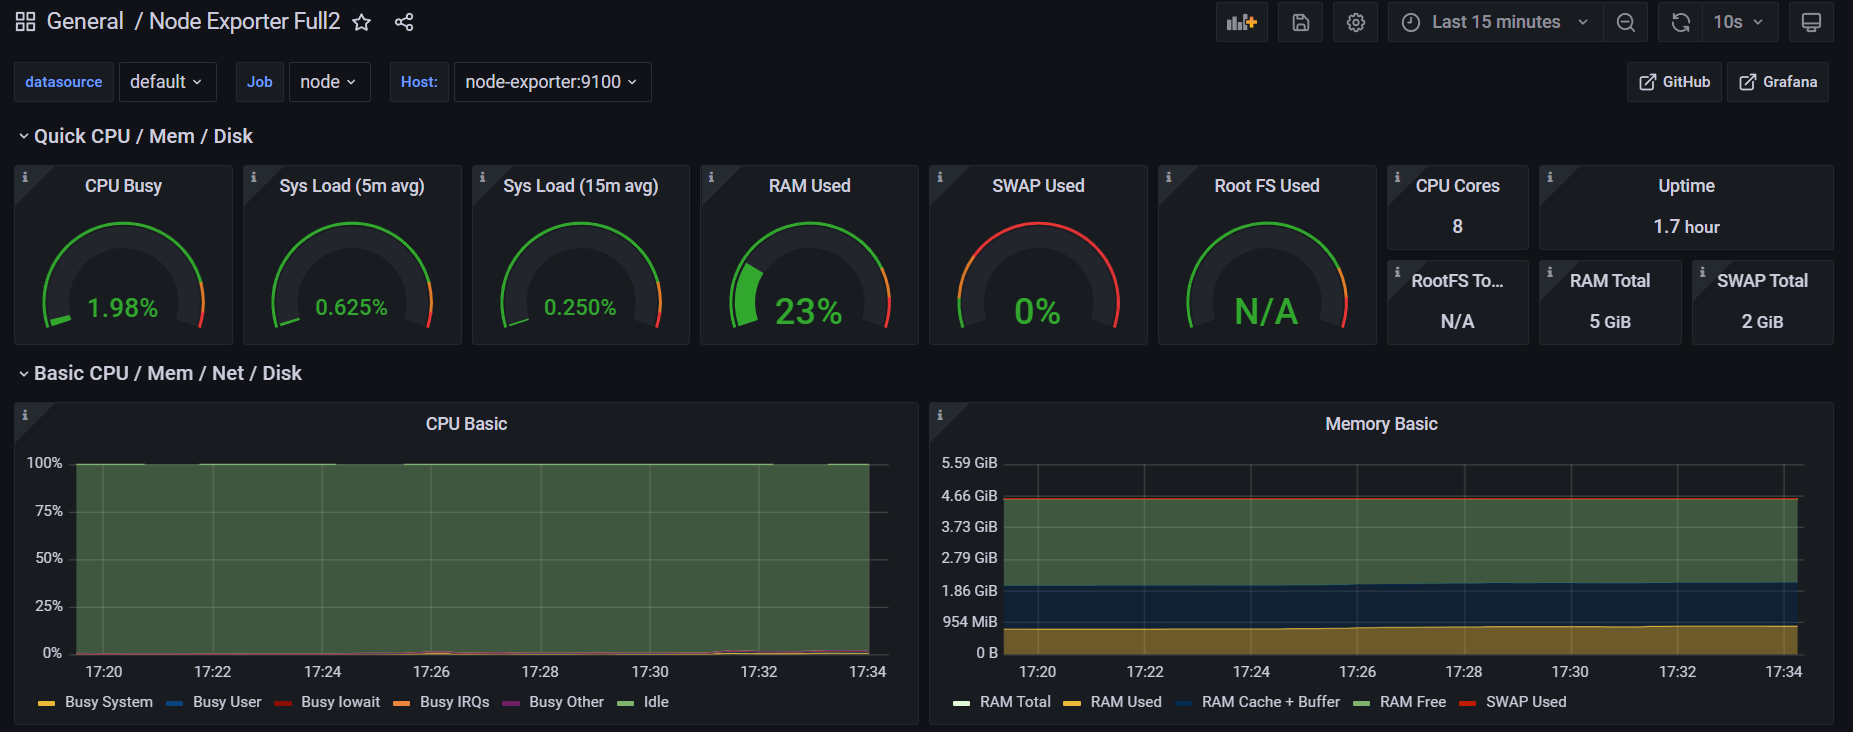 General / Node Exporter Full2
Last 15 minutes
10s
datasource default Job node Host: node-exporter:9100
GitHub Grafana
Quick CPU / Mem / Disk
CPU Busy
1.98%
Sys Load (5m avg)
0.625%
Sys Load (15m avg)
0.250%
RAM Used
23%
SWAP Used
0%
Root FS Used
N/A
CPU Cores
8
Uptime
1.7 hour
RootFS To...
N/A
RAM Total
5 GiB
SWAP Total
2 GiB
Basic CPU / Mem / Net / Disk
CPU Basic
100%
75%
50%
25%
0%
17:20 17:22 17:24 17:26 17:28 17:30 17:32 17:34
Busy System Busy User Busy Iowait Busy IRQs Busy Other Idle
Memory Basic
5.59 GiB
4.66 GiB
3.73 GiB
2.79 GiB
1.86 GiB
954 MiB
0 B
17:20 17:22 17:24 17:26 17:28 17:30 17:32 17:34
RAM Total RAM Used RAM Cache + Buffer RAM Free SWAP Used